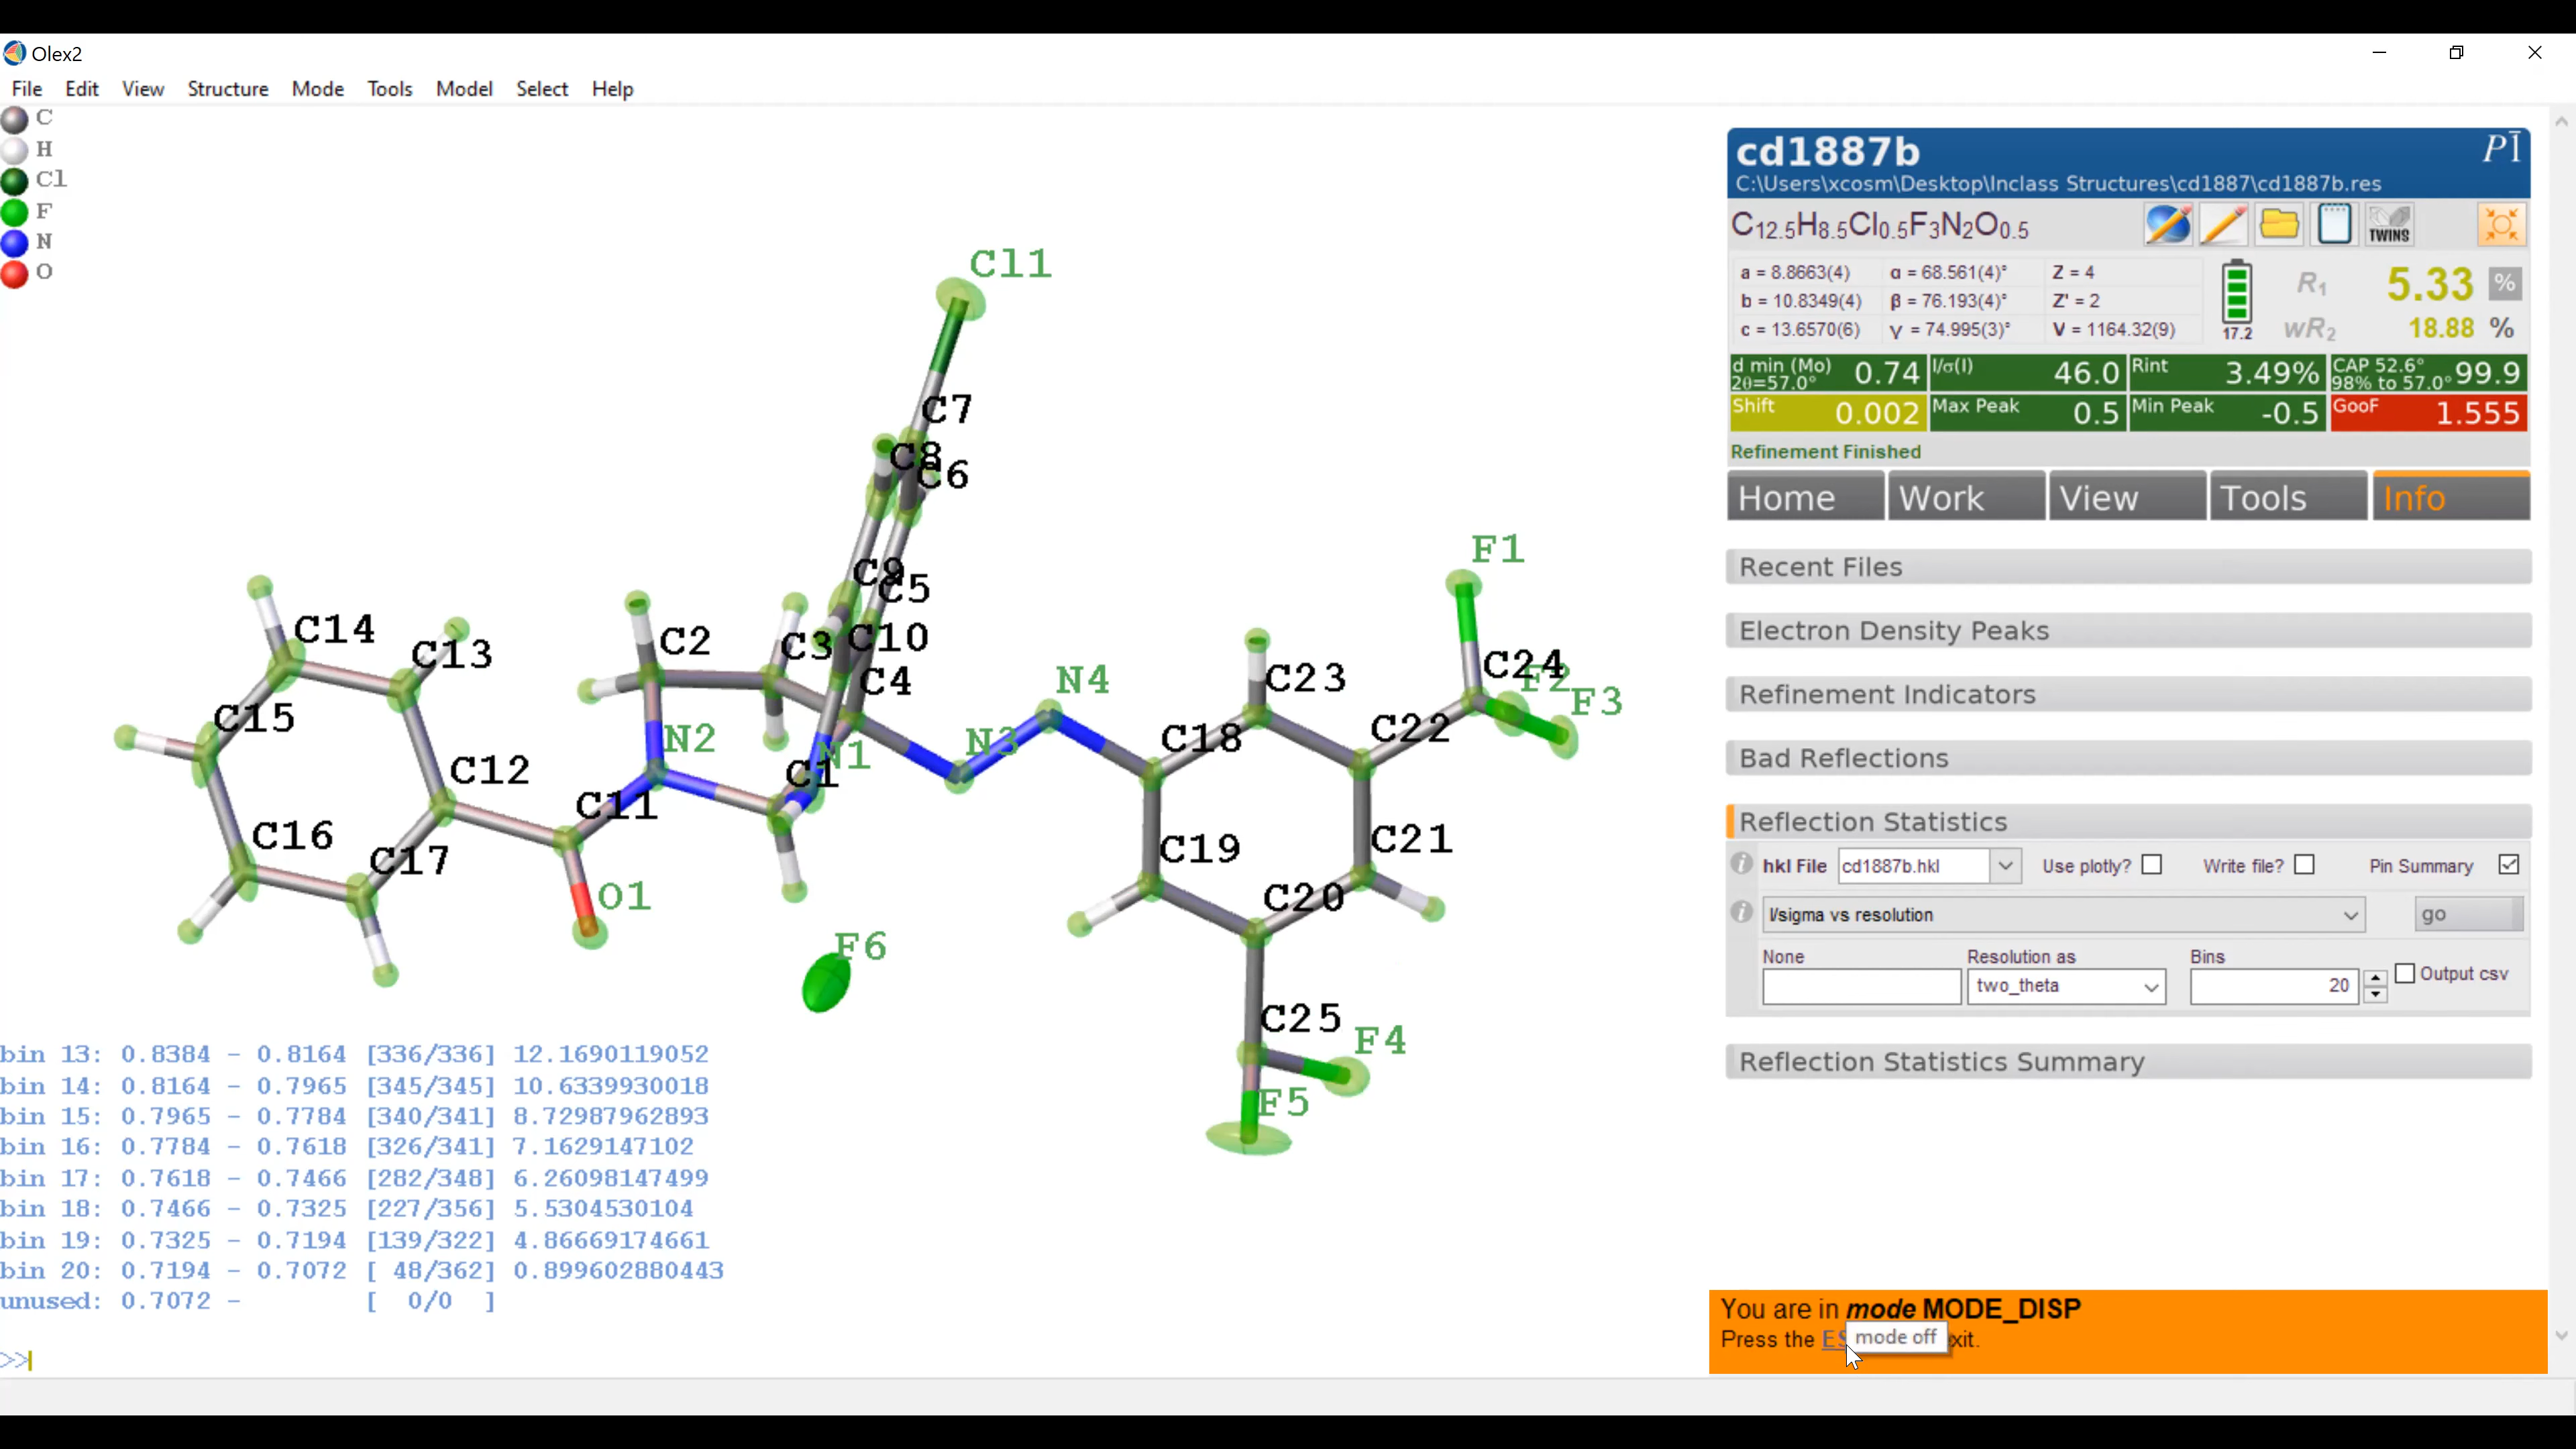 Olex2
File Edit View Structure Mode Tools Model Select Help
C
H
Cl
F
N
O
Cl1
C7
C8
C6
C9
C5
C10
C4
C3
C2
C14
C13
C15
C12
C11
C16
C17
N2
N1
C1
O1
F6
N3
N4
C18
C23
C22
C19
C21
C20
C24
F1
F2
F3
C25
F4
F5
bin 13: 0.8384 - 0.8164 [336/336] 12.1690119052
bin 14: 0.8164 - 0.7965 [345/345] 10.6339930018
bin 15: 0.7965 - 0.7784 [340/341] 8.72987962893
bin 16: 0.7784 - 0.7618 [326/341] 7.1629147102
bin 17: 0.7618 - 0.7466 [282/348] 6.26098147499
bin 18: 0.7466 - 0.7325 [227/356] 5.5304530104
bin 19: 0.7325 - 0.7194 [139/322] 4.86669174661
bin 20: 0.7194 - 0.7072 [ 48/362] 0.899602880443
unused: 0.7072 - [ 0/0 ]
>>
cd1887b P1̅
C:\Users\xcosm\Desktop\Inclass Structures\cd1887\cd1887b.res
C12.5H8.5Cl0.5F3N2O0.5 TWINS
a = 8.8663(4) α = 68.561(4)° Z = 4
b = 10.8349(4) β = 76.193(4)° Z' = 2
c = 13.6570(6) γ = 74.995(3)° V = 1164.32(9)
17.2
R1 5.33 %
wR2 18.88 %
d min (Mo) 2θ=57.0° 0.74 I/σ(I) 46.0 Rint 3.49% CAP 52.6° 98% to 57.0° 99.9
Shift 0.002 Max Peak 0.5 Min Peak -0.5 GooF 1.555
Refinement Finished
Home Work View Tools Info
Recent Files
Electron Density Peaks
Refinement Indicators
Bad Reflections
Reflection Statistics
hkl File cd1887b.hkl Use plotly? Write file? Pin Summary
I/sigma vs resolution go
None Resolution as Bins
two_theta 20 Output csv
Reflection Statistics Summary
You are in mode MODE_DISP
Press the ES mode off xit.